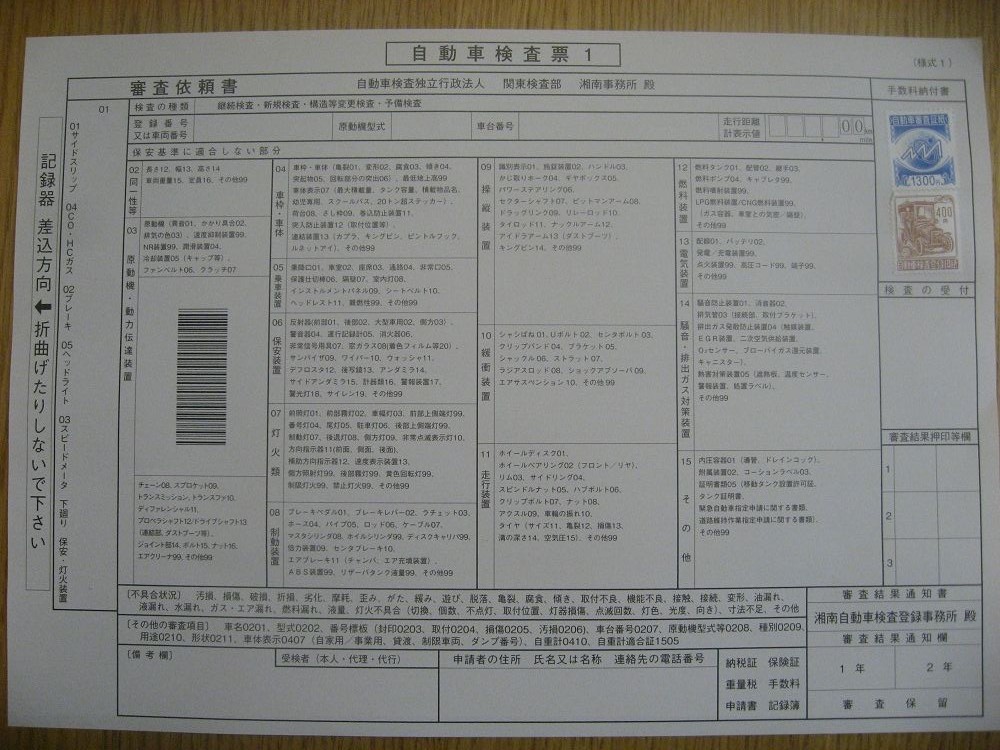 自動車検査票1
(様式1)
審査依頼書
自動車検査独立行政法人 関東検査部 湘南事務所 殿
手数料納付書
01
検査の種類 継続検査・新規検査・構造等変更検査・予備検査
登録番号
又は車両番号
原動機型式
車台番号
走行距離
計表示値
00
km
mile
保安基準に適合しない部分
記録器 差込方向 ← 折曲げたりしないで下さい
01サイドスリップ 04CO・HCガス 02ブレーキ 05ヘッドライト 03スピードメータ 下廻り 保安・灯火装置
02 同一性等
長さ12、幅13、高さ14
車両重量15、定員16、その他99
03 原動機・動力伝達装置
原動機(異音01、かかり具合02、
排気の色03)、速度抑制装置99、
NR装置99、潤滑装置04、
冷却装置05(キャップ等)、
ファンベルト06、クラッチ07
チェーン08、スプロケット09、
トランスミッション、トランスファ10、
ディファレンシャル11、
プロペラシャフト12/ドライブシャフト13
(連結部、ダストブーツ等)、
ジョイント部14、ボルト15、ナット16、
エアクリーナ99、その他99
04 車枠・車体
車枠・車体(亀裂01、変形02、腐食03、傾き04、
突起物05、回転部分の突出06)、最低地上高99、
車体表示07(最大積載量、タンク容量、積載物品名、
幼児専用、スクールバス、20トン超ステッカー)、
荷台08、さし枠09、巻込防止装置11、
突入防止装置12(取付位置等)、
連結装置13(カプラ、キングピン、ピントルフック、
ルネットアイ)、その他99
05 乗車装置
乗降口01、車室02、座席03、通路04、非常口05、
保護仕切棒06、隔壁07、室内灯08、
インストルメントパネル09、シートベルト10、
ヘッドレスト11、難燃性99、その他99
06 保安装置
反射器(前部01、後部02、大型車用02、側方03)、
警音器04、運行記録計05、消火器06、
非常信号用具07、窓ガラス08(着色フィルム等20)、
サンバイザ09、ワイパー10、ウォッシャ11、
デフロスタ12、後写鏡13、アンダミラ14、
サイドアンダミラ15、計器類16、警報装置17、
警光灯18、サイレン19、その他99
07 灯火類
前照灯01、前部霧灯02、車幅灯03、前部上側端灯99、
番号灯04、尾灯05、駐車灯06、後部上側端灯99、
制動灯07、後退灯08、側方灯09、非常点滅表示灯10、
方向指示器11(前面、側面、後面)、
補助方向指示器12、速度表示装置13、
側方照射灯99、後部霧灯99、黄色回転灯99、
制限灯火99、禁止灯火99、その他99
08 制動装置
ブレーキペダル01、ブレーキレバー02、ラチェット03、
ホース04、パイプ05、ロッド06、ケーブル07、
マスタシリンダ08、ホイルシリンダ99、ディスクキャリパ99、
倍力装置09、センタブレーキ10、
エアブレーキ11(チャンバ、エア充填装置)、
ABS装置99、リザーバタンク液量99、その他99
09 操縦装置
識別表示01、施錠装置02、ハンドル03、
かじ取りホーク04、ギヤボックス05、
パワーステアリング06、
セクターシャフト07、ピットマンアーム08、
ドラッグリンク09、リレーロッド10、
タイロッド11、ナックルアーム12、
アイドラアーム13(ダストブーツ)、
キングピン14、その他99
10 緩衝装置
シャシばね01、Uボルト02、センタボルト03、
クリップバンド04、ブラケット05、
シャックル06、ストラット07、
ラジアスロッド08、ショックアブソーバ09、
エアサスペンション10、その他99
11 走行装置
ホイールディスク01、
ホイールベアリング02(フロント/リヤ)、
リム03、サイドリング04、
スピンドルナット05、ハブボルト06、
クリップボルト07、ナット08、
アクスル09、車輪の振れ10、
タイヤ(サイズ11、亀裂12、損傷13、
溝の深さ14、空気圧15)、その他99
12 燃料装置
燃料タンク01、配管02、継手03、
燃料ポンプ04、キャブレタ99、
燃料噴射装置99、
LPG燃料装置/CNG燃料装置99、
(ガス容器、車室との気密・隔壁)、
その他99
13 電気装置
配線01、バッテリ02、
発電/充電装置99、
点火装置99、高圧コード99、端子99、
その他99
14 騒音・排出ガス対策装置
騒音防止装置01、消音器02、
排気管03(接続部、取付ブラケット)、
排出ガス発散防止装置04(触媒装置、
EGR装置、二次空気供給装置、
O₂センサー、ブローバイガス還元装置、
キャニスター)、
熱害対策装置05(遮熱板、温度センサー、
警報装置、処置ラベル)、
その他99
15 その他
内圧容器01(導管、ドレインコック)、
附属装置02、コーションラベル03、
証明書類05(移動タンク設置許可証、
タンク証明書、
緊急自動車指定申請に関する書類、
道路維持作業指定申請に関する書類)、
その他99
自動車審査証紙
1300円
400円
自動車検査登録印紙
検査の受付
審査結果押印等欄
1
2
3
〔不具合状況〕 汚損、損傷、破損、折損、劣化、摩耗、歪み、がた、緩み、遊び、脱落、亀裂、腐食、傾き、取付不良、機能不良、接触、接続、変形、油漏れ、
液漏れ、水漏れ、ガス・エア漏れ、燃料漏れ、液量、灯火不具合(切換、個数、不点灯、取付位置、灯器損傷、点滅回数、灯色、光度、向き)、寸法不足、その他
〔その他の審査項目〕 車名0201、型式0202、番号標板(封印0203、取付0204、損傷0205、汚損0206)、車台番号0207、原動機型式等0208、種別0209、
用途0210、形状0211、車体表示0407(自家用/事業用、貸渡、制限車両、ダンプ番号)、自重計0410、自重計適合証1505
〔備考欄〕
受検者(本人・代理・代行)
申請者の住所 氏名又は名称 連絡先の電話番号
納税証 保険証
重量税 手数料
申請書 記録簿
審査結果通知書
湘南自動車検査登録事務所 殿
審査結果通知欄
1年 2年
審査保留